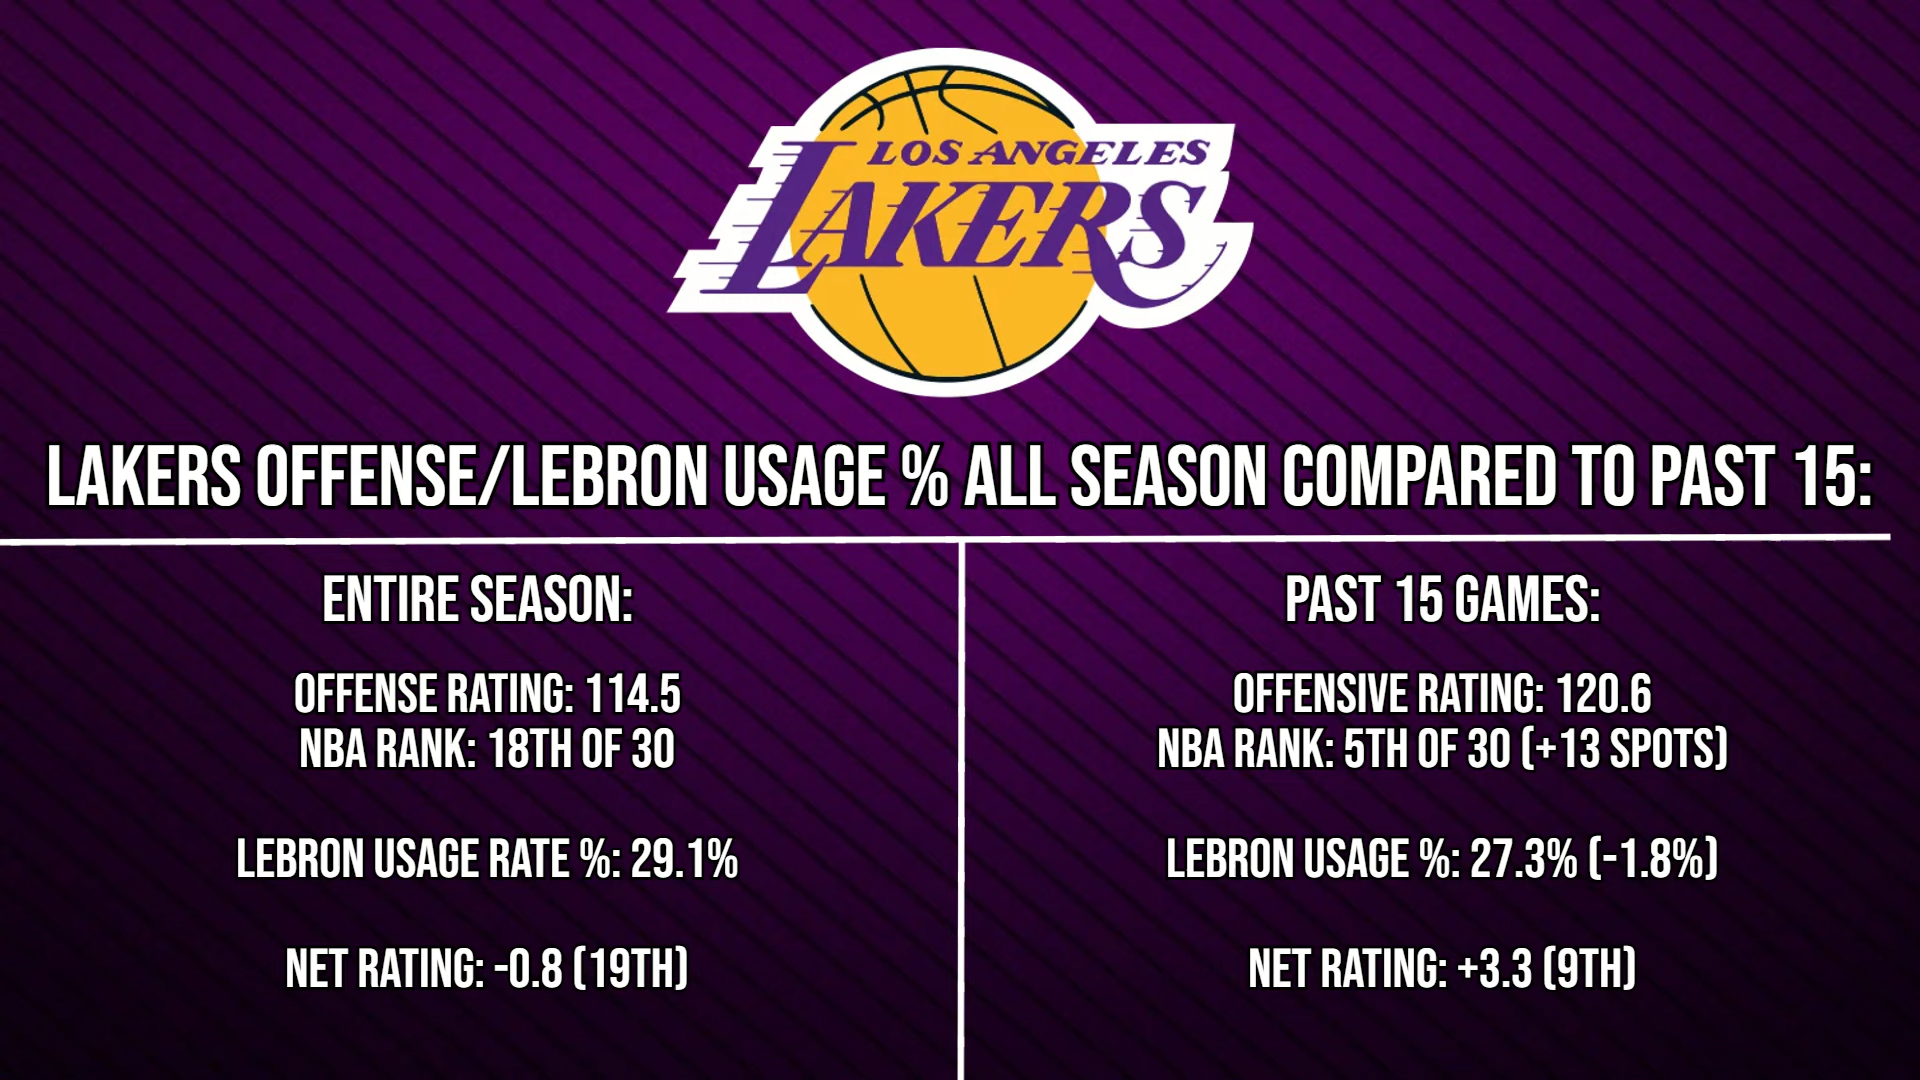 LOS ANGELES
LAKERS
LAKERS OFFENSE/LEBRON USAGE % ALL SEASON COMPARED TO PAST 15:
ENTIRE SEASON:
OFFENSE RATING: 114.5
NBA RANK: 18TH OF 30
LEBRON USAGE RATE %: 29.1%
NET RATING: -0.8 (19TH)
PAST 15 GAMES:
OFFENSIVE RATING: 120.6
NBA RANK: 5TH OF 30 (+13 SPOTS)
LEBRON USAGE %: 27.3% (-1.8%)
NET RATING: +3.3 (9TH)